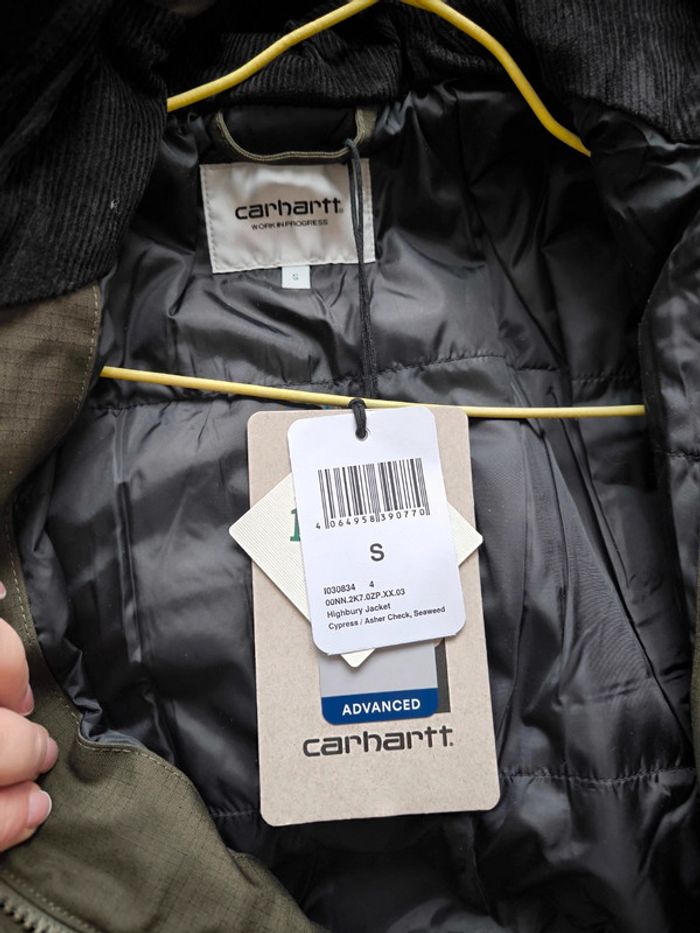 carhartt
WORK IN PROGRESS
S
4 064958 390770
S
I030834 4
00NN.2K7.0ZP.XX.03
Highbury Jacket
Cypress / Asher Check, Seaweed
ADVANCED
carhartt.